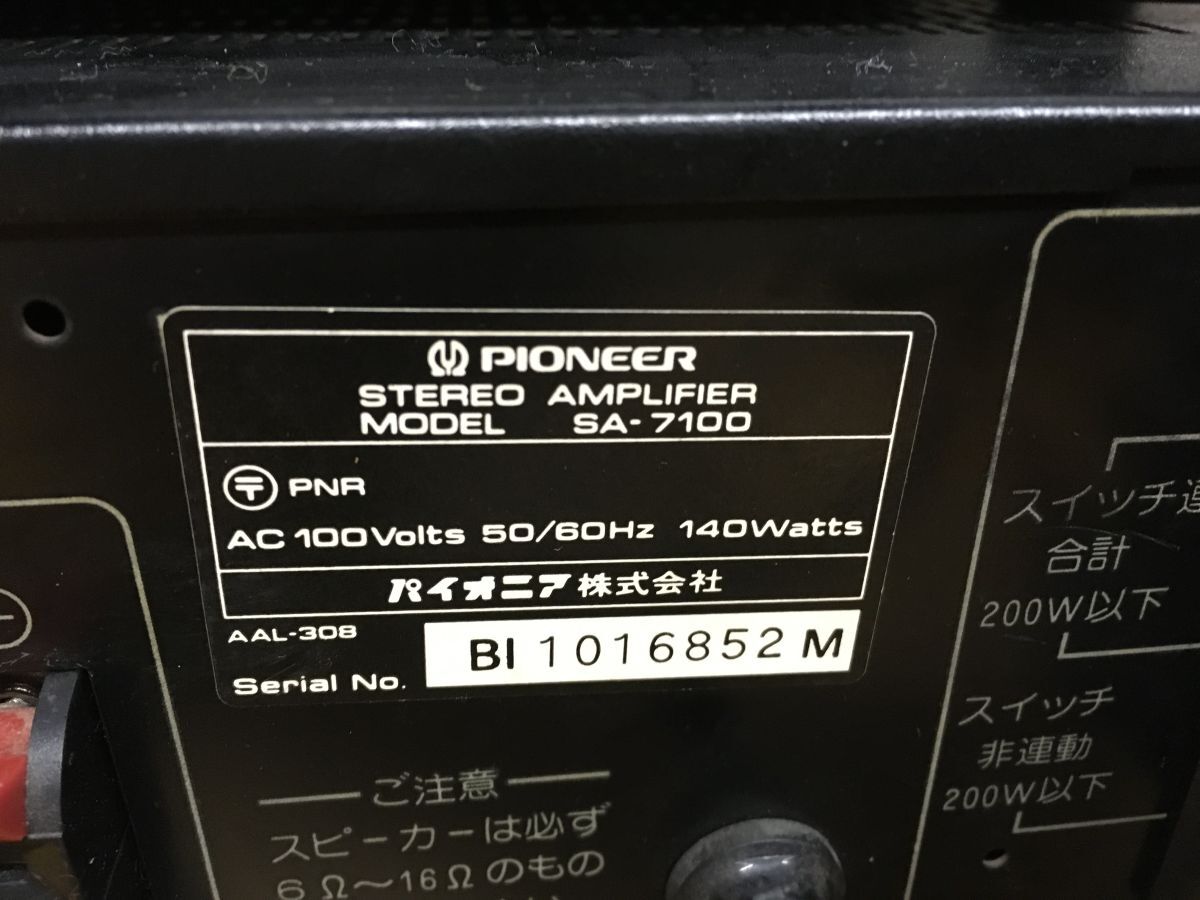 PIONEER
STEREO AMPLIFIER
MODEL SA-7100
〒 PNR
AC 100Volts 50/60Hz 140Watts
パイオニア株式会社
AAL-308
Serial No. BI 1016852 M
ご注意
スピーカーは必ず
6Ω～16Ωのもの
スイッチ連
合計
200W以下
スイッチ
非連動
200W以下